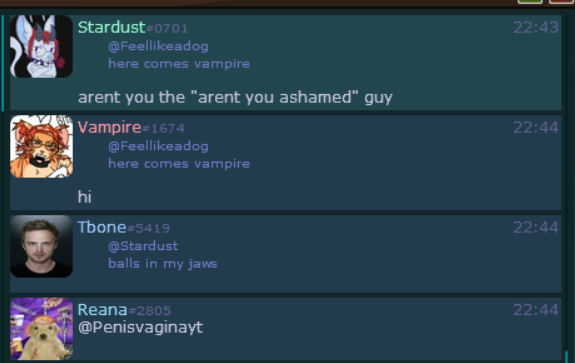 Stardust#0701 22:43
@Feellikeadog
here comes vampire
arent you the "arent you ashamed" guy
Vampire#1674 22:44
@Feellikeadog
here comes vampire
hi
Tbone#5419 22:44
@Stardust
balls in my jaws
Reana#2805 22:44
@Penisvaginayt